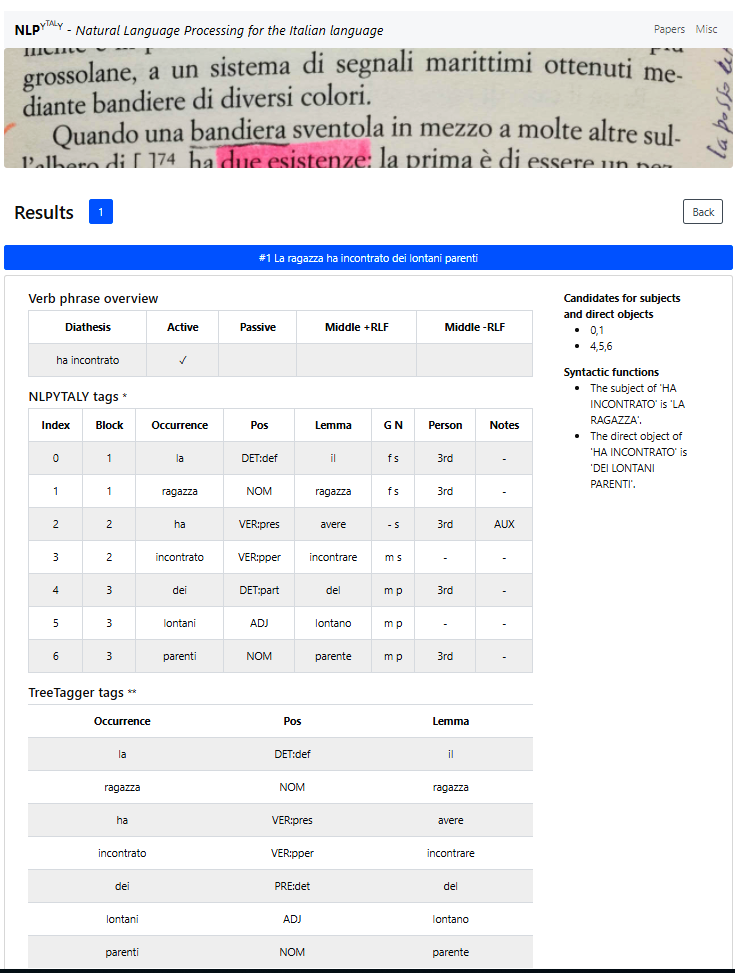 NLPYTALY - Natural Language Processing for the Italian language
Papers Misc
grossolane, a un sistema di segnali marittimi ottenuti me-
diante bandiere di diversi colori.
Quando una bandiera sventola in mezzo a molte altre sul-
l'albero di [ ]74 ha due esistenze: la prima è di essere un
la posso
Results 1
Back
#1 La ragazza ha incontrato dei lontani parenti
Verb phrase overview
Diathesis Active Passive Middle +RLF Middle -RLF
ha incontrato ✓
NLPYTALY tags *
Index Block Occurrence Pos Lemma G N Person Notes
0 1 la DET:def il f s 3rd -
1 1 ragazza NOM ragazza f s 3rd -
2 2 ha VER:pres avere - s 3rd AUX
3 2 incontrato VER:pper incontrare m s - -
4 3 dei DET:part del m p 3rd -
5 3 lontani ADJ lontano m p - -
6 3 parenti NOM parente m p 3rd -
TreeTagger tags **
Occurrence Pos Lemma
la DET:def il
ragazza NOM ragazza
ha VER:pres avere
incontrato VER:pper incontrare
dei PRE:det del
lontani ADJ lontano
parenti NOM parente
Candidates for subjects
and direct objects
• 0,1
• 4,5,6
Syntactic functions
• The subject of 'HA
INCONTRATO' is 'LA
RAGAZZA'.
• The direct object of
'HA INCONTRATO' is
'DEI LONTANI
PARENTI'.